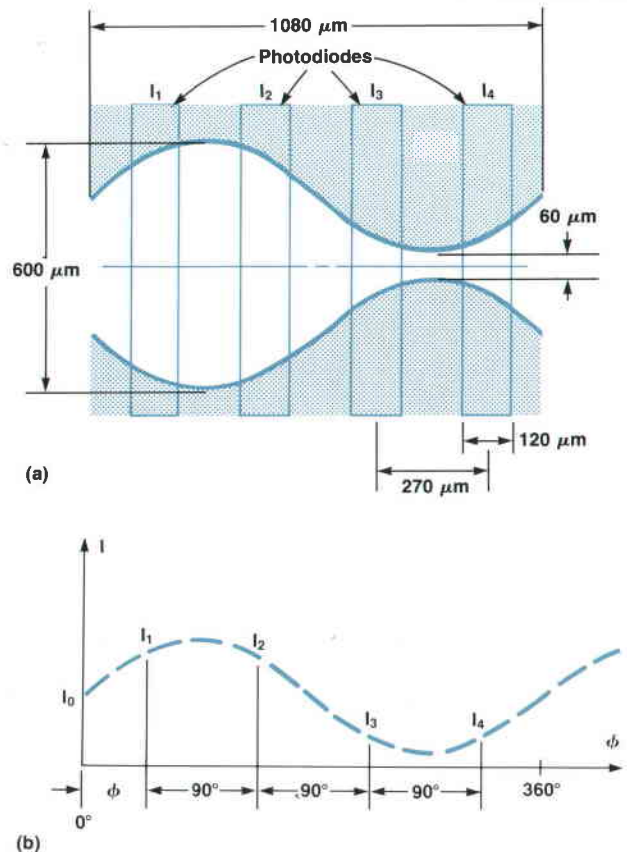 1080 μm
Photodiodes
I₁ I₂ I₃ I₄
60 μm
600 μm
120 μm
270 μm
(a)
I
I₁ I₂
I₀
I₃ I₄
ϕ
ϕ 90° 90° 90° 360°
0°
(b)